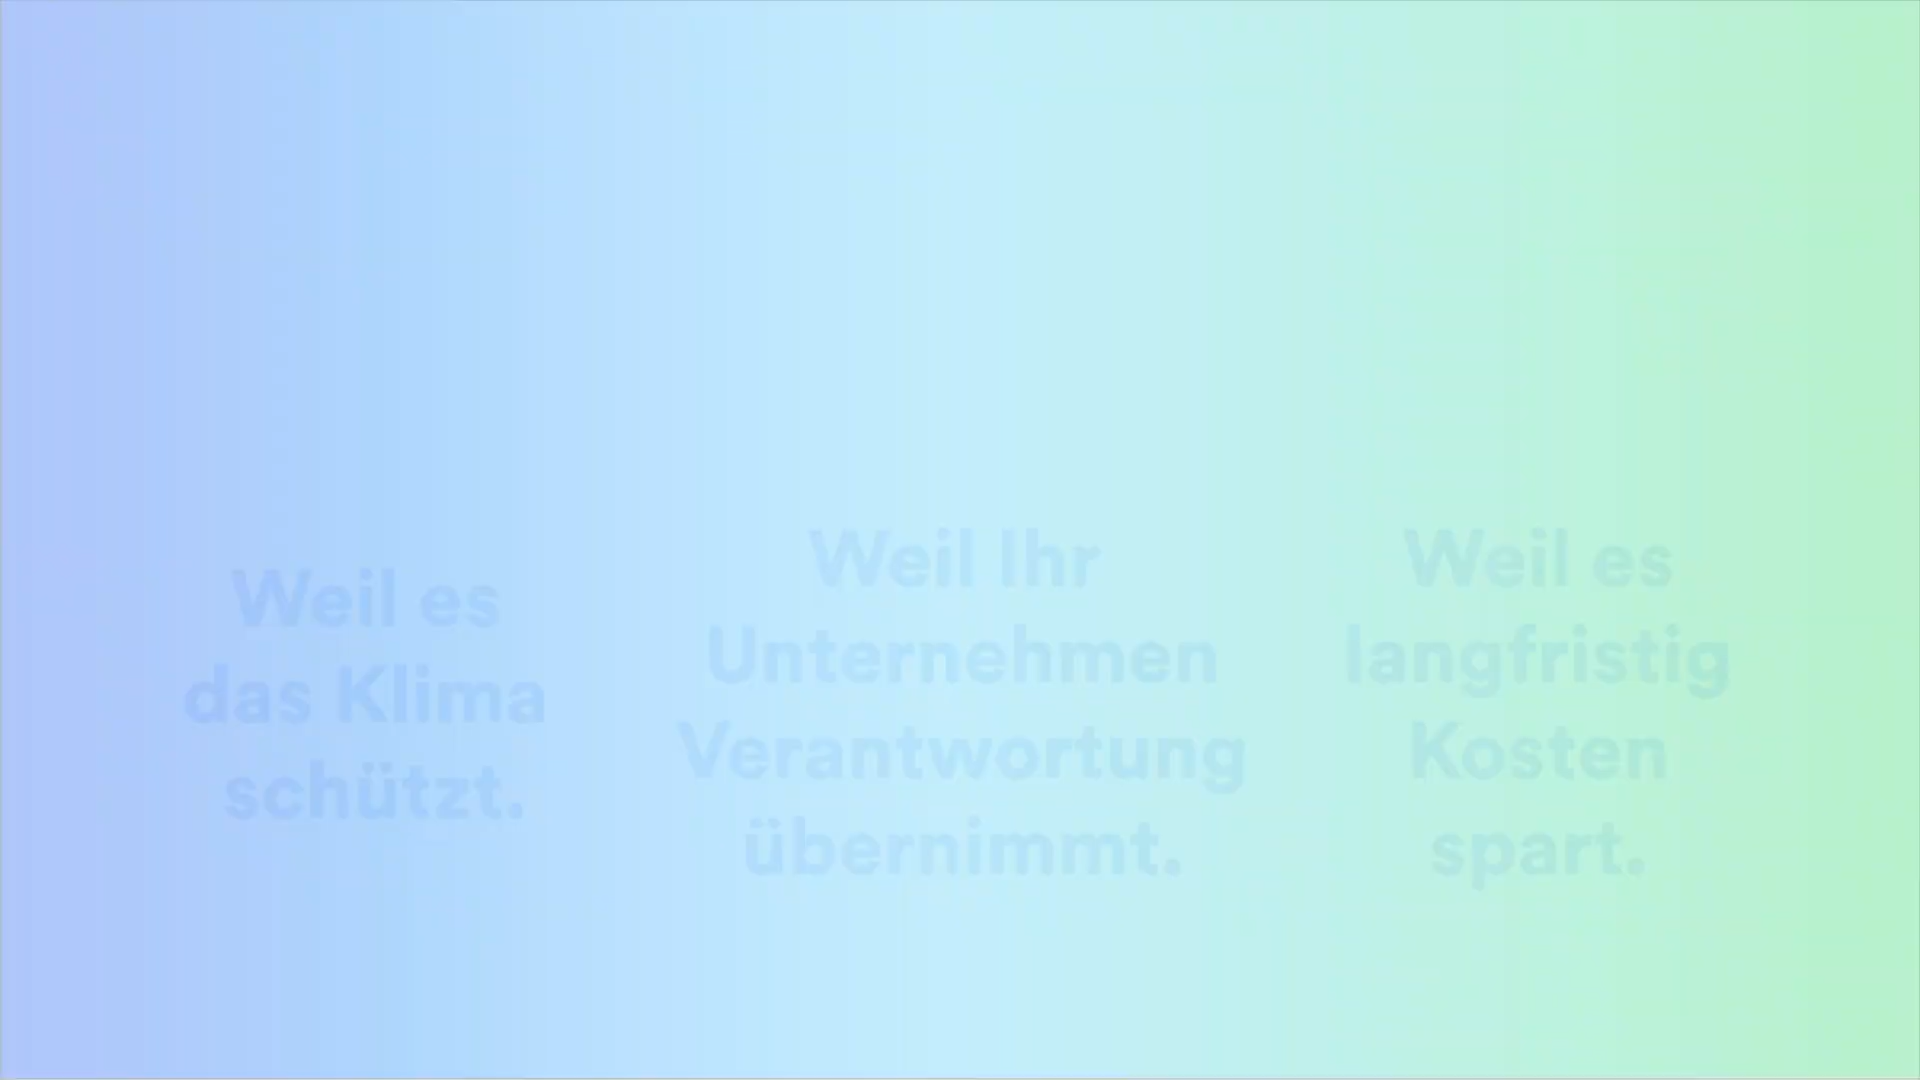 Weil es
das Klima
schützt.
Weil Ihr
Unternehmen
Verantwortung
übernimmt.
Weil es
langfristig
Kosten
spart.